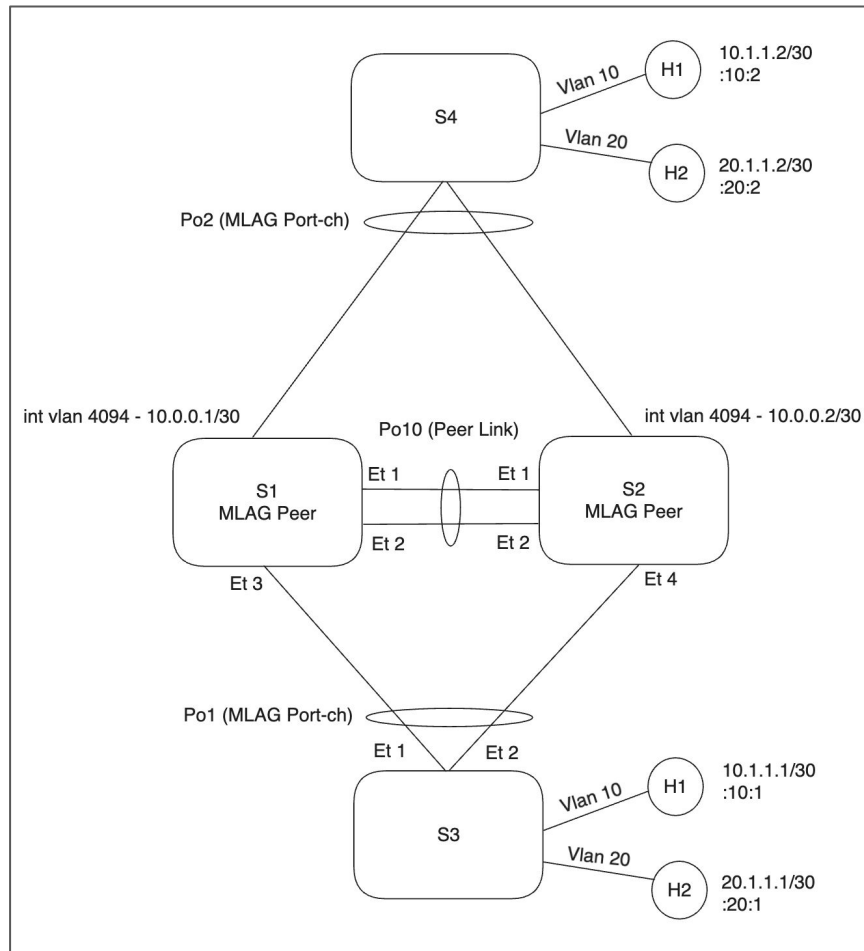 Vlan 10
H1
10.1.1.2/30
:10:2
S4
Vlan 20
H2
20.1.1.2/30
:20:2
Po2 (MLAG Port-ch)
int vlan 4094 - 10.0.0.1/30
int vlan 4094 - 10.0.0.2/30
Po10 (Peer Link)
S1
MLAG Peer
Et 1
Et 1
S2
MLAG Peer
Et 2
Et 2
Et 3
Et 4
Po1 (MLAG Port-ch)
Et 1
Et 2
Vlan 10
H1
10.1.1.1/30
:10:1
S3
Vlan 20
H2
20.1.1.1/30
:20:1